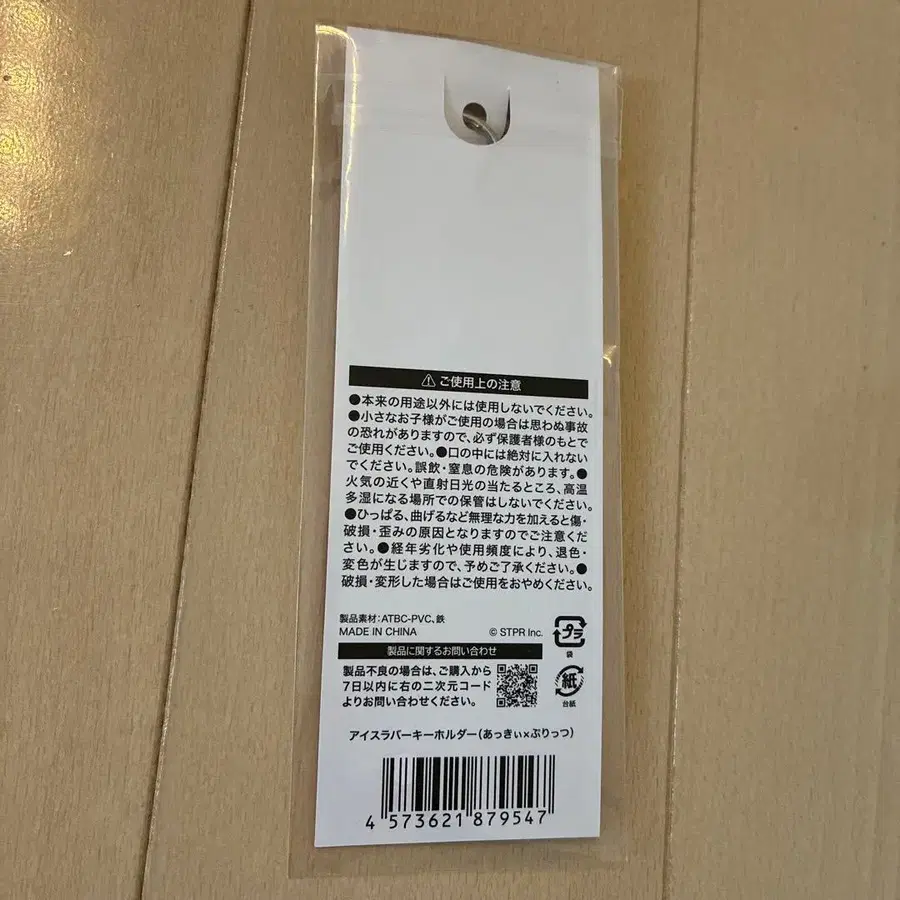 ⚠ ご使用上の注意
●本来の用途以外には使用しないでください。
●小さなお子様がご使用の場合は思わぬ事故
の恐れがありますので、必ず保護者様のもとで
ご使用ください。●口の中には絶対に入れない
でください。誤飲・窒息の危険があります。●
火気の近くや直射日光の当たるところ、高温
多湿になる場所での保管はしないでください。
●ひっぱる、曲げるなど無理な力を加えると傷・
破損・歪みの原因となりますのでご注意くだ
さい。●経年劣化や使用頻度により、退色・
変色が生じますので、予めご了承ください。●
破損・変形した場合はご使用をおやめください。
製品素材:ATBC-PVC、鉄
MADE IN CHINA
© STPR Inc.
プラ
袋
製品に関するお問い合わせ
製品不良の場合は、ご購入から
7日以内に右の二次元コード
よりお問い合わせください。
紙
台紙
アイスラバーキーホルダー(あっきぃ×ぷりっつ)
4 573621 879547